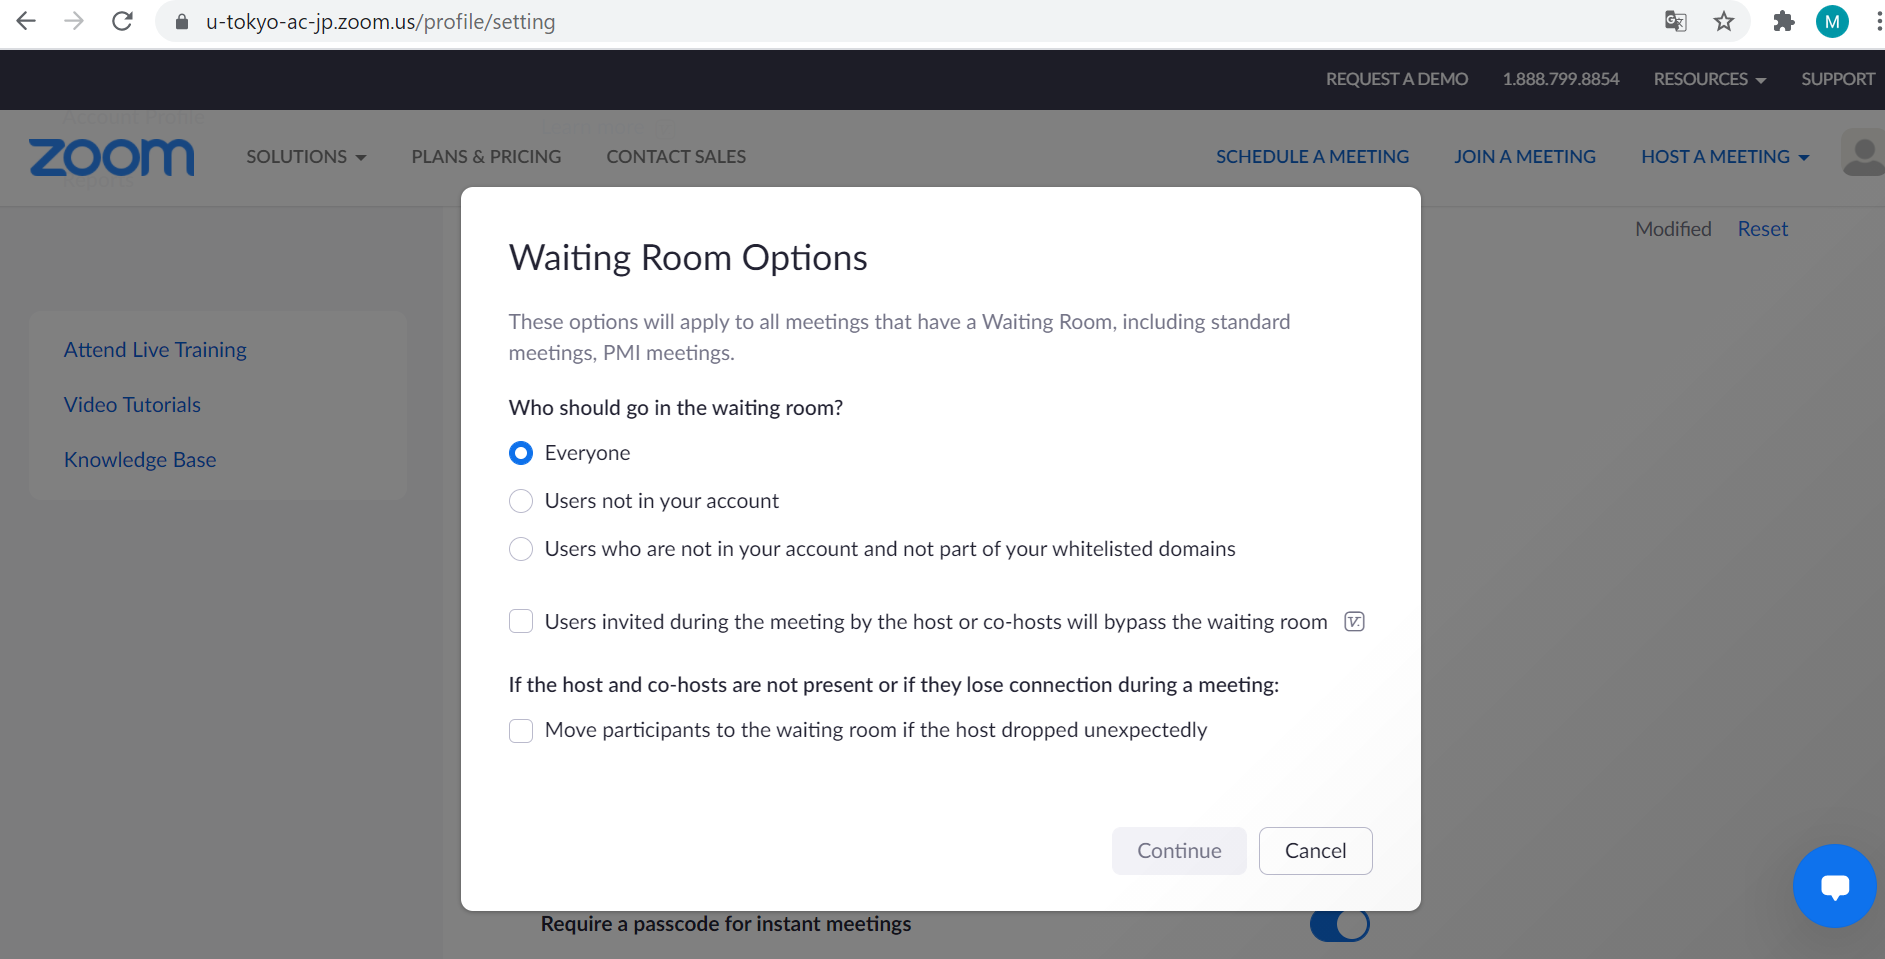 u-tokyo-ac-jp.zoom.us/profile/setting
M
REQUEST A DEMO 1.888.799.8854 RESOURCES SUPPORT
Account Profile
zoom SOLUTIONS PLANS & PRICING CONTACT SALES SCHEDULE A MEETING JOIN A MEETING HOST A MEETING
Reports
Modified Reset
Attend Live Training
Video Tutorials
Knowledge Base
Waiting Room Options
These options will apply to all meetings that have a Waiting Room, including standard
meetings, PMI meetings.
Who should go in the waiting room?
Everyone
Users not in your account
Users who are not in your account and not part of your whitelisted domains
Users invited during the meeting by the host or co-hosts will bypass the waiting room
If the host and co-hosts are not present or if they lose connection during a meeting:
Move participants to the waiting room if the host dropped unexpectedly
Continue Cancel
Require a passcode for instant meetings